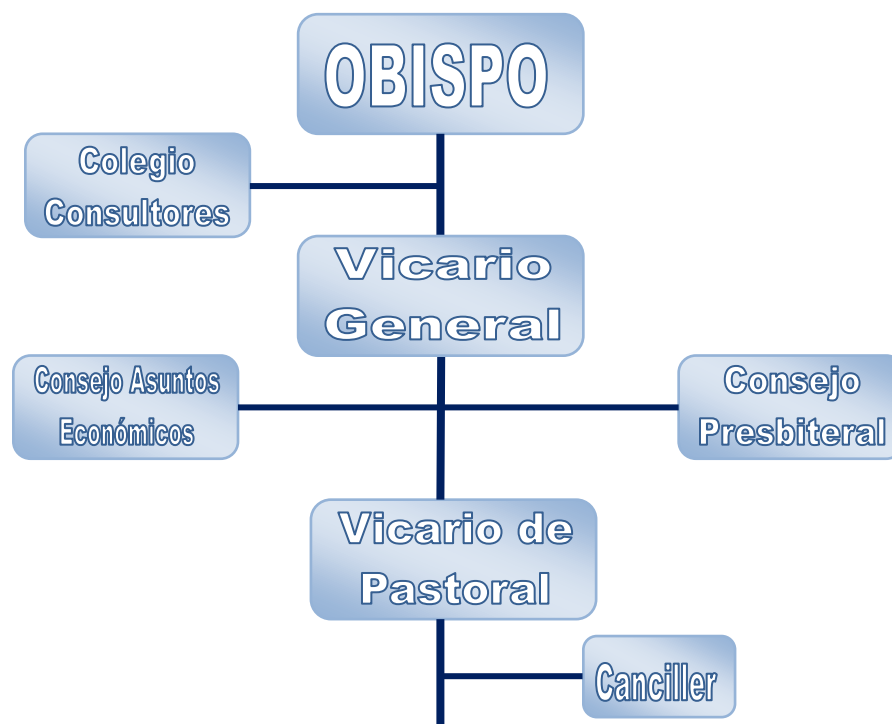 OBISPO
Colegio
Consultores
Vicario
General
Consejo Asuntos
Económicos
Consejo
Presbiteral
Vicario de
Pastoral
Canciller